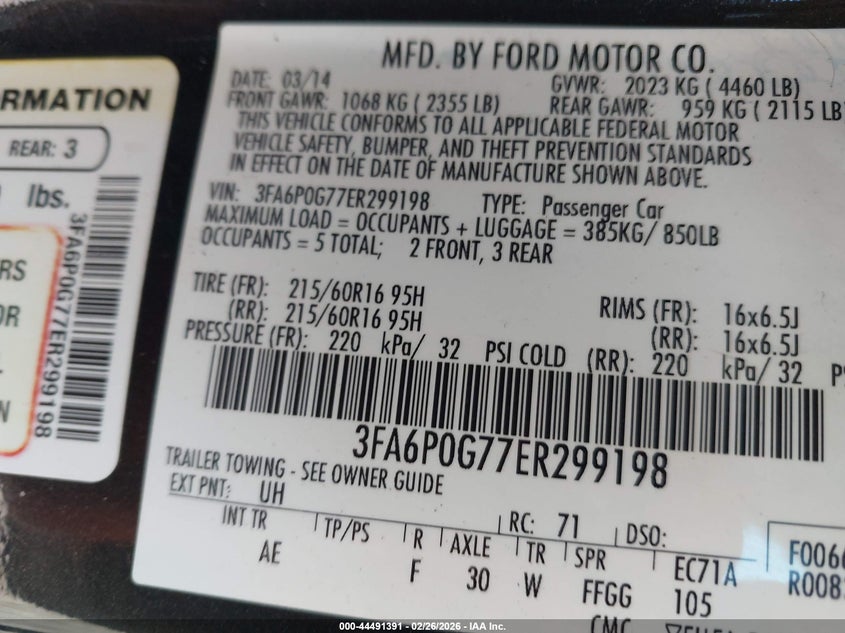 RMATION
REAR: 3
lbs.
RS
OR
N
3FA6P0G77ER299198
MFD. BY FORD MOTOR CO.
DATE: 03/14 GVWR: 2023 KG ( 4460 LB)
FRONT GAWR: 1068 KG ( 2355 LB) REAR GAWR: 959 KG ( 2115 LB)
THIS VEHICLE CONFORMS TO ALL APPLICABLE FEDERAL MOTOR
VEHICLE SAFETY, BUMPER, AND THEFT PREVENTION STANDARDS
IN EFFECT ON THE DATE OF MANUFACTURE SHOWN ABOVE.
VIN: 3FA6P0G77ER299198 TYPE: Passenger Car
MAXIMUM LOAD = OCCUPANTS + LUGGAGE = 385KG/ 850LB
OCCUPANTS = 5 TOTAL; 2 FRONT, 3 REAR
TIRE (FR): 215/60R16 95H RIMS (FR): 16x6.5J
(RR): 215/60R16 95H (RR): 16x6.5J
PRESSURE (FR): 220 kPa/ 32 PSI COLD (RR): 220 kPa/ 32 PS
3FA6P0G77ER299198
TRAILER TOWING - SEE OWNER GUIDE
EXT PNT: UH RC: 71 DSO:
INT TR TP/PS R AXLE TR SPR EC71A F006
AE F 30 W FFGG 105 R008
CMC
000-44491391 - 02/26/2026 - IAA Inc.